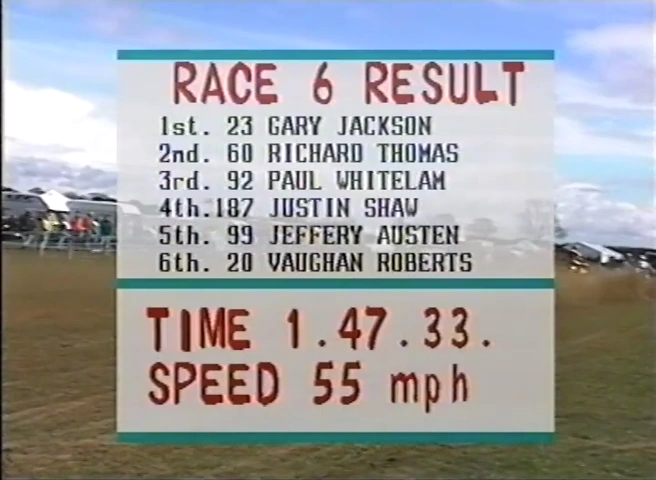 RACE 6 RESULT
1st. 23 GARY JACKSON
2nd. 60 RICHARD THOMAS
3rd. 92 PAUL WHITELAM
4th.187 JUSTIN SHAW
5th. 99 JEFFERY AUSTEN
6th. 20 VAUGHAN ROBERTS
TIME 1.47.33.
SPEED 55 mph